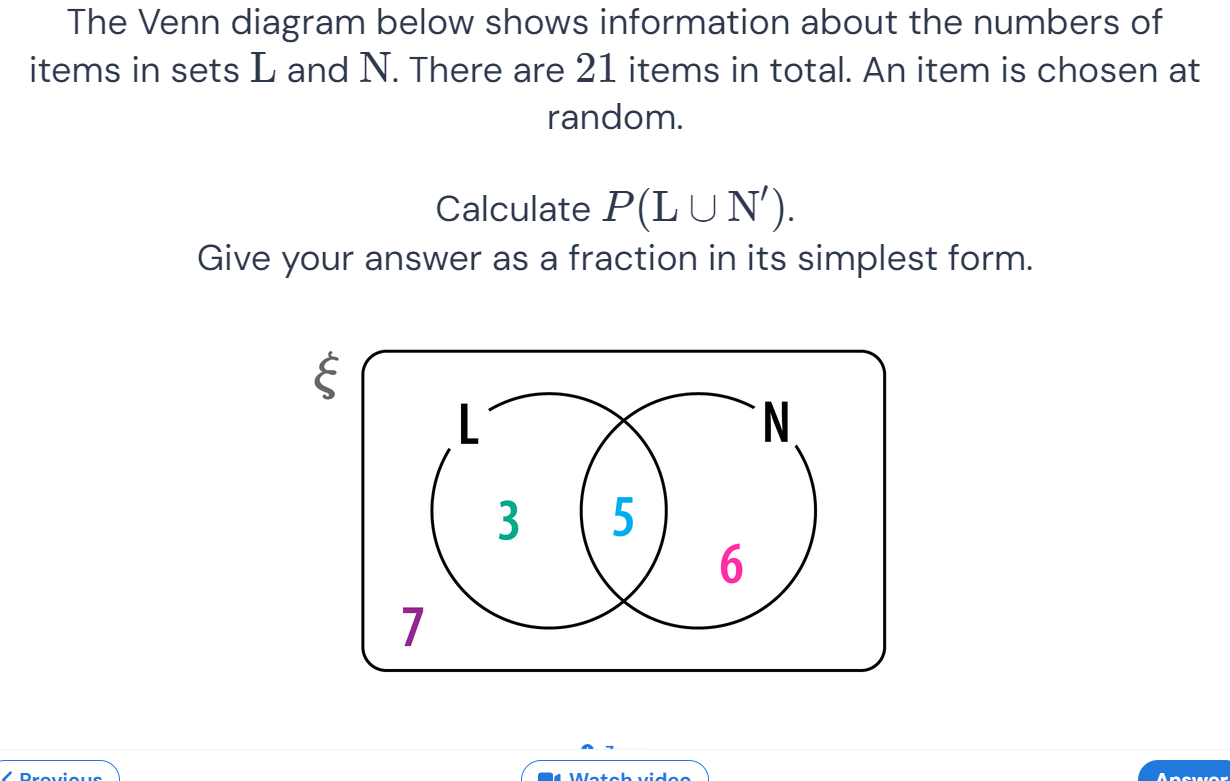 The Venn diagram below shows information about the numbers of
items in sets L and N. There are 21 items in total. An item is chosen at
random.
Calculate P(L ∪ N′).
Give your answer as a fraction in its simplest form.
ξ
L
N
3
5
6
7
Previous
Watch video
Answer